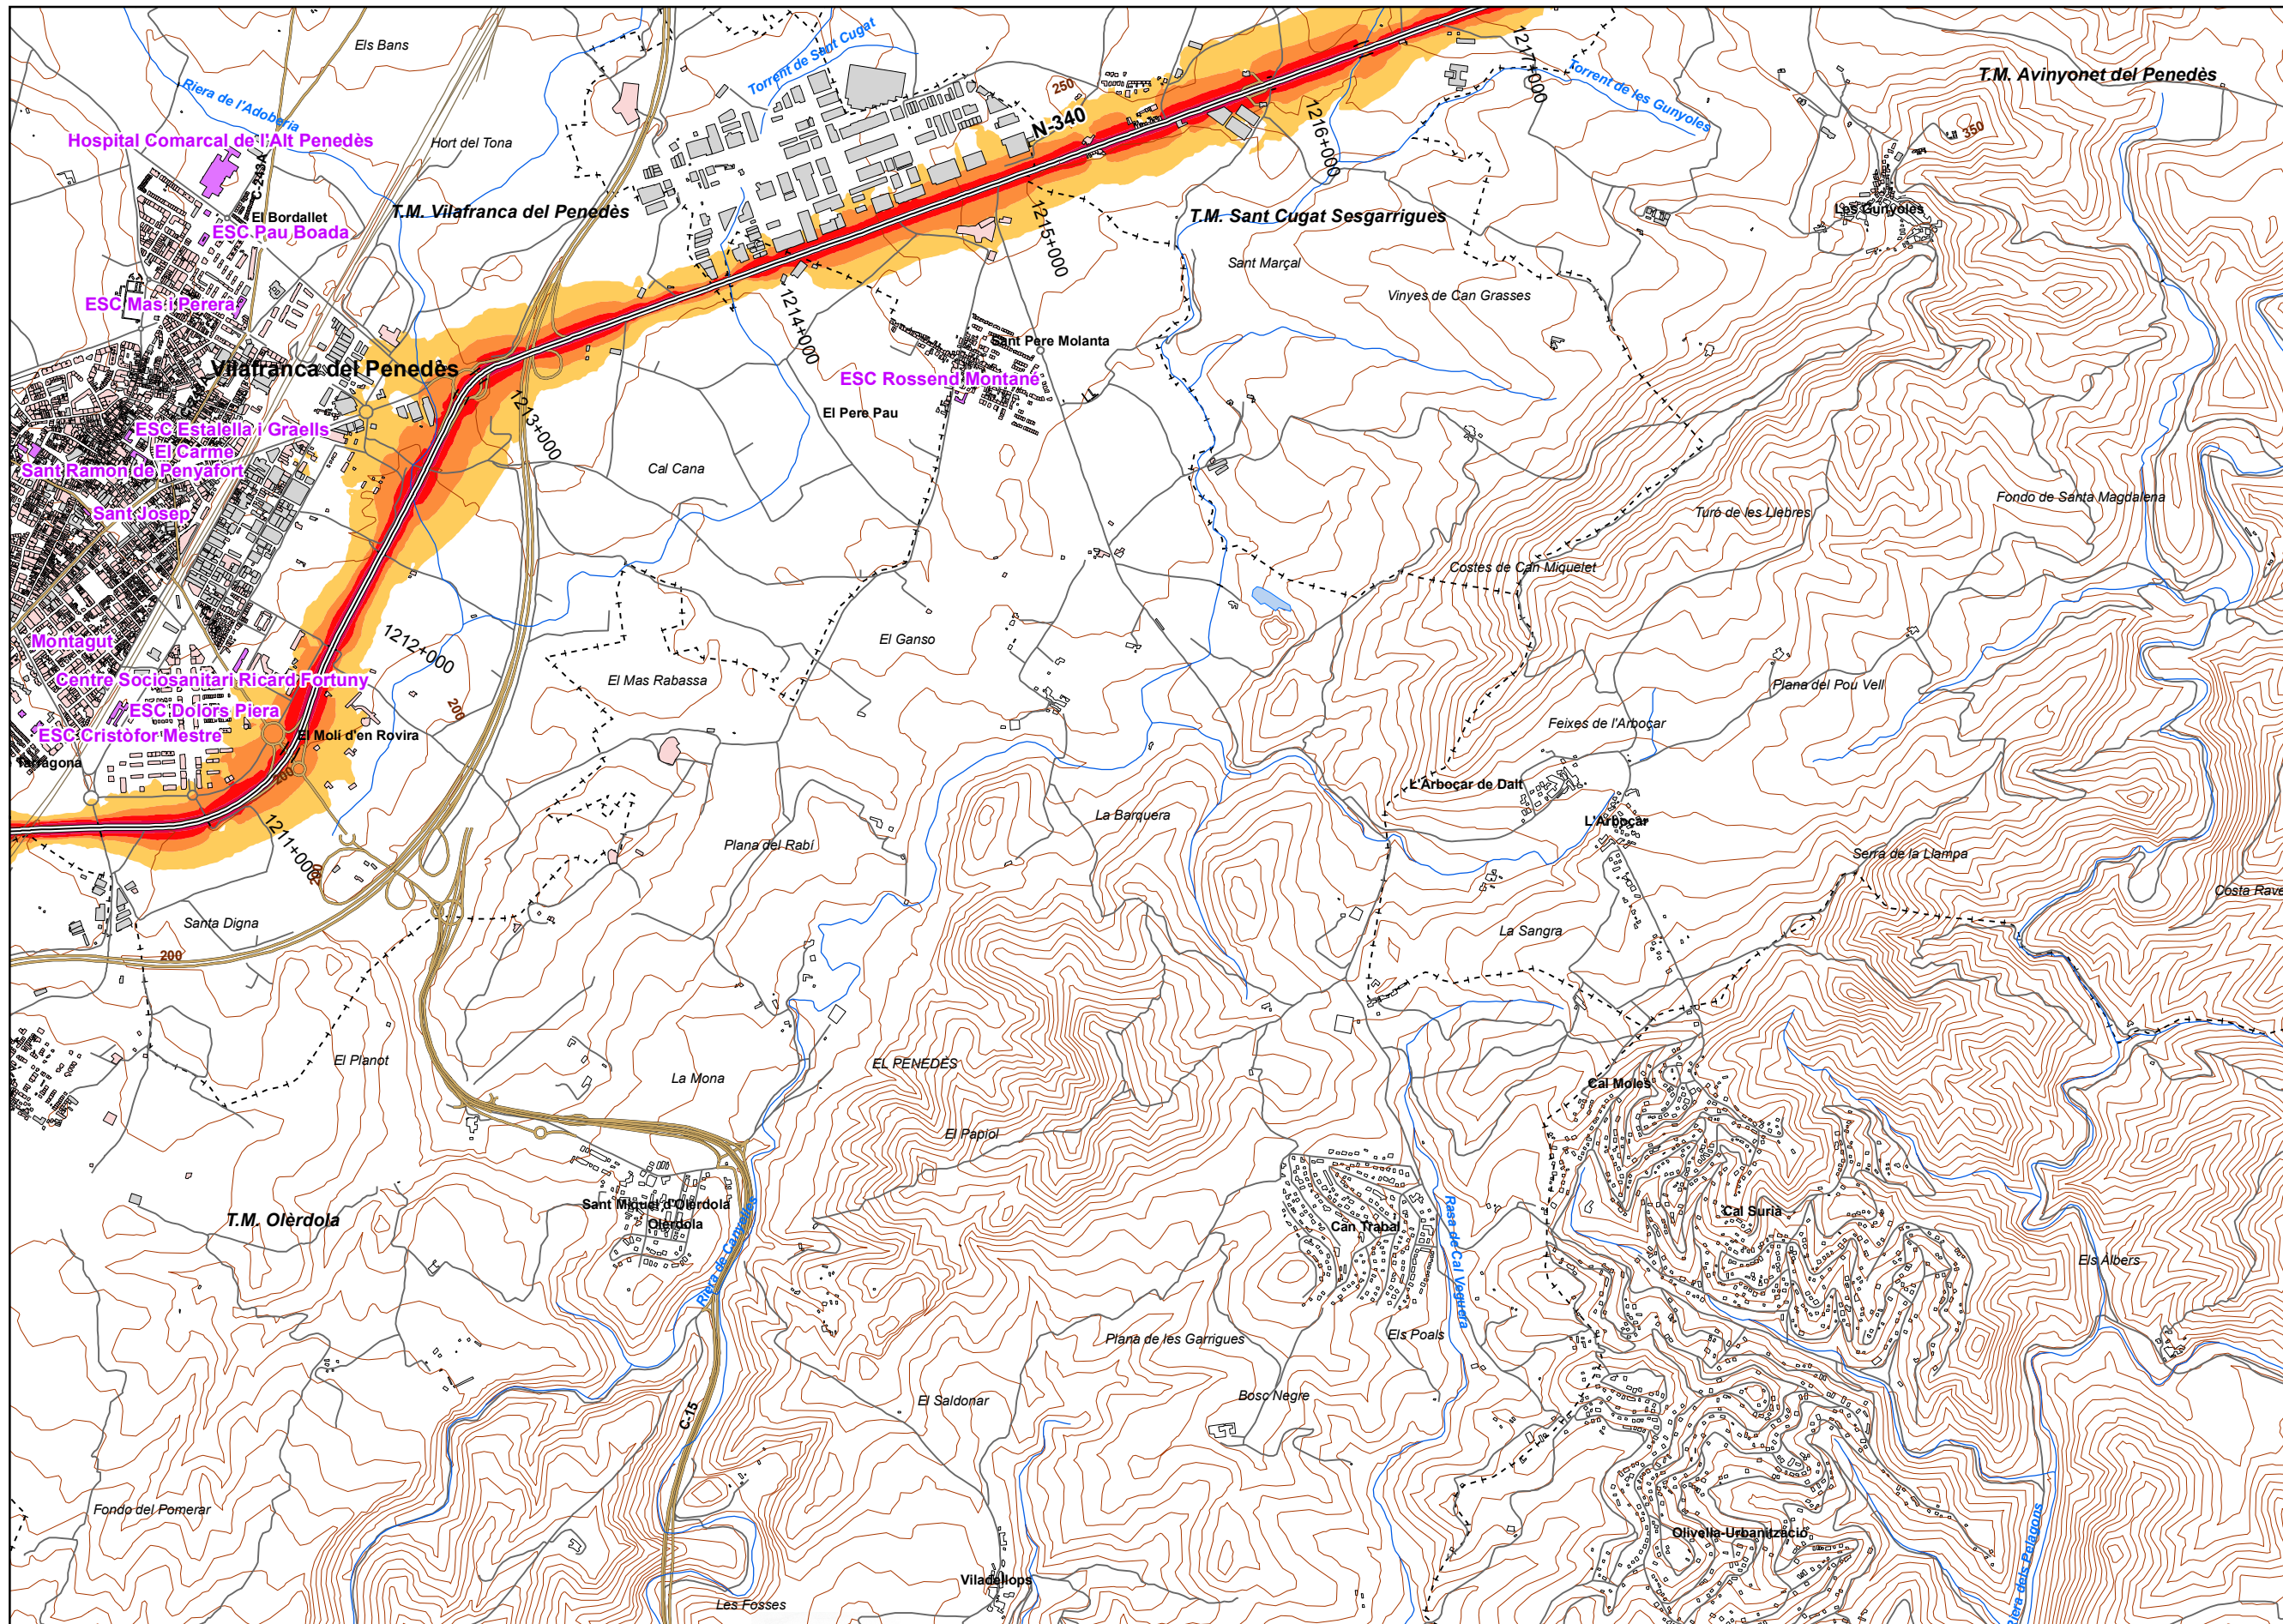 Els Bans
Torrent de Sant Cugat
1217+000
Torrent de les Gunyoles
T.M. Avinyonet del Penedès
Riera de l'Adoberia
250
N-340
1216+000
350
Hospital Comarcal de l'Alt Penedès
Hort del Tona
C-243A
El Bordallet
ESC Pau Boada
T.M. Vilafranca del Penedès
1215+000
T.M. Sant Cugat Sesgarrigues
Les Gunyoles
Sant Marçal
Vinyes de Can Grasses
ESC Mas i Perera
1214+000
Sant Pere Molanta
Vilafranca del Penedès
ESC Rossend Montané
El Pere Pau
1213+000
ESC Estalella i Graells
El Carme
Sant Ramon de Penyafort
Cal Cana
Fondo de Santa Magdalena
Sant Josep
Turó de les Llebres
Costes de Can Miquelet
1212+000
Montagut
El Ganso
Centre Sociosanitari Ricard Fortuny
El Mas Rabassa
Plana del Pou Vell
200
ESC Dolors Piera
Feixes de l'Arboçar
ESC Cristòfor Mestre
El Molí d'en Rovira
Tarragona
200
L'Arboçar de Dalt
La Barquera
L'Arboçar
1211+000
Plana del Rabí
Serra de la Llampa
200
Costa Rave
Santa Digna
La Sangra
200
El Planot
EL PENEDÈS
La Mona
Cal Moles
El Papiol
Sant Miquel d'Olèrdola
Olèrdola
T.M. Olèrdola
Riera de Canyelles
Can Trabal
Rasa de Cal Voguera
Cal Suria
Els Albers
Plana de les Garrigues
Els Poals
El Saldonar
Bosc Negre
C-15
Fondo del Pomerar
Olivella-Urbanització
Riera dels Pelagons
Viladellops
Les Fosses